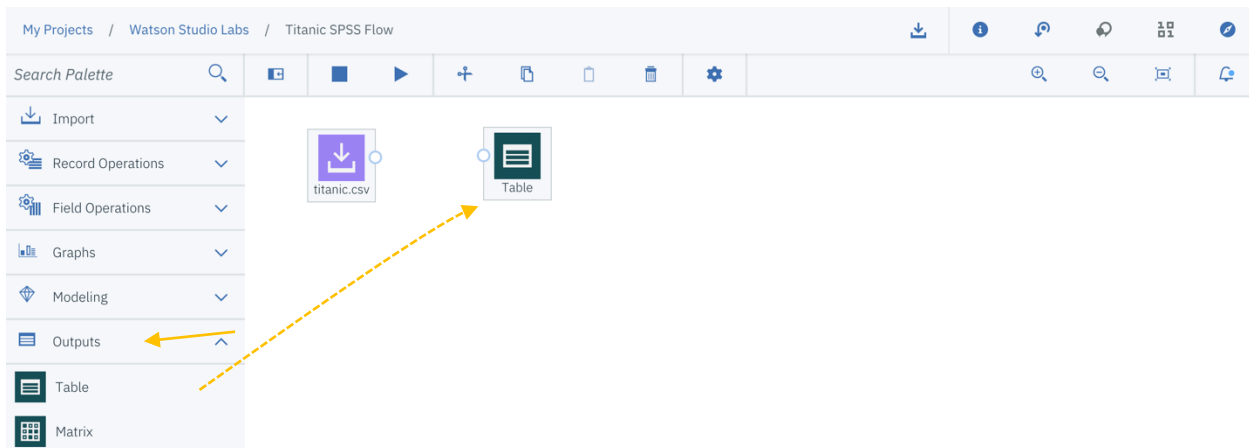 My Projects / Watson Studio Labs / Titanic SPSS Flow
Search Palette
Import
Record Operations
Field Operations
Graphs
Modeling
Outputs
Table
Matrix
titanic.csv
Table